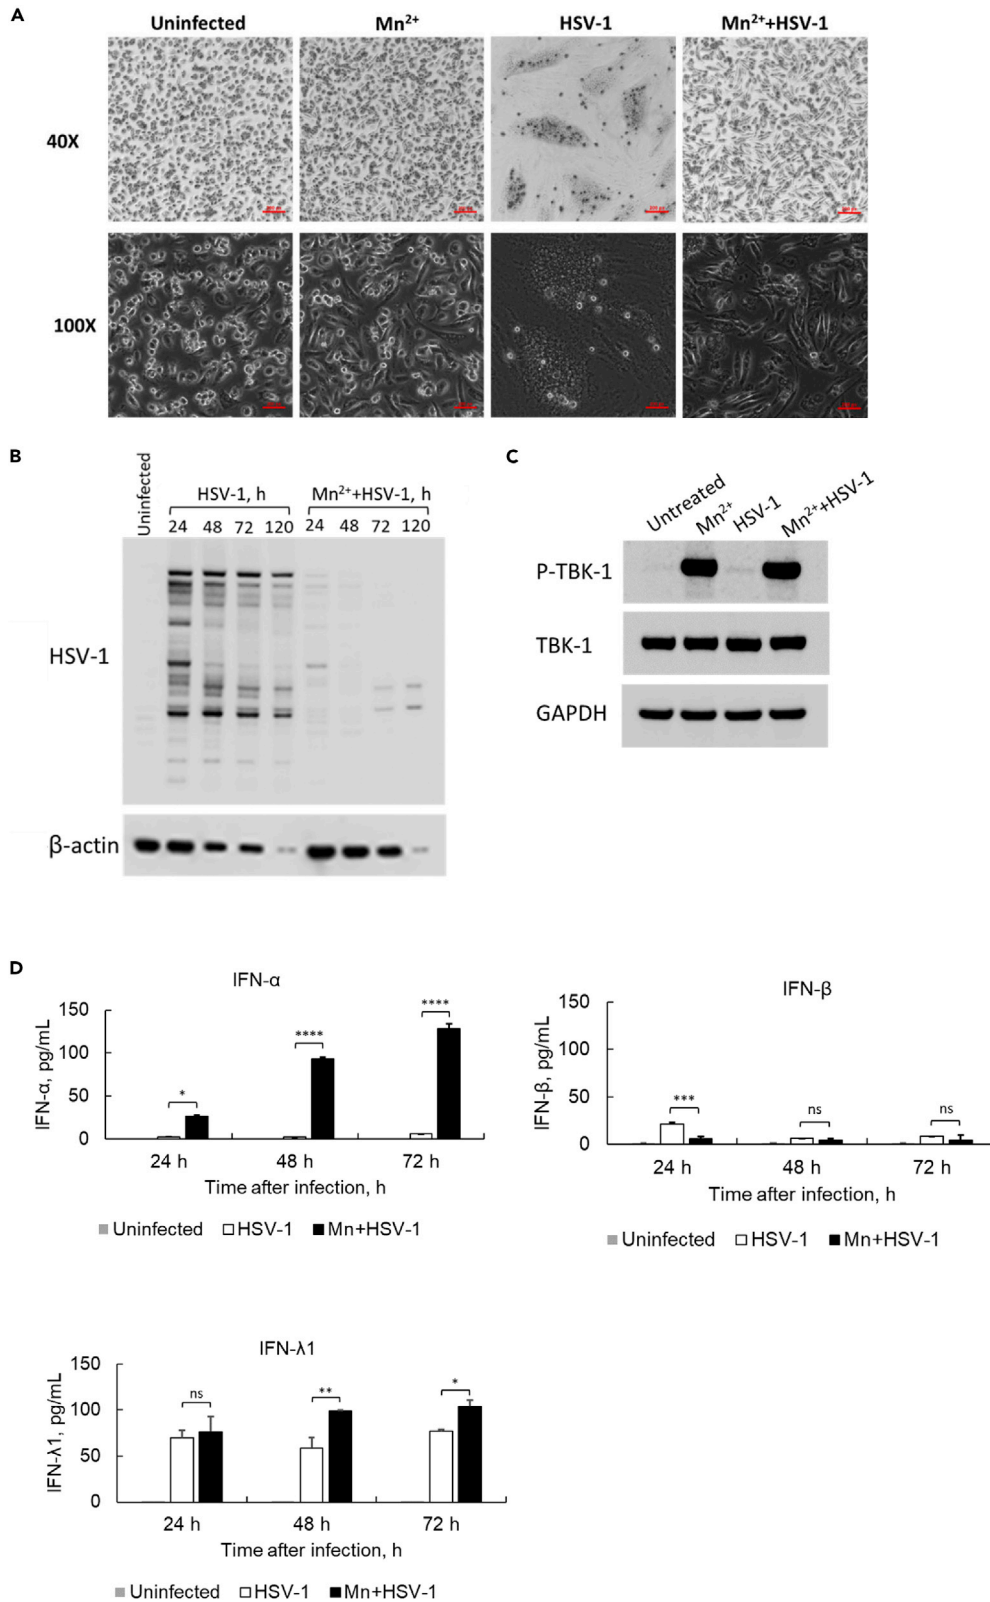 A
Uninfected Mn²⁺ HSV-1 Mn²⁺+HSV-1
40X
100X
B
Uninfected
HSV-1, h Mn²⁺+HSV-1, h
24 48 72 120 24 48 72 120
HSV-1
β-actin
C
Untreated Mn²⁺ HSV-1 Mn²⁺+HSV-1
P-TBK-1
TBK-1
GAPDH
D
IFN-α
IFN-α, pg/mL
150
100
50
0
*
****
****
24 h 48 h 72 h
Time after infection, h
Uninfected HSV-1 Mn+HSV-1
IFN-β
IFN-β, pg/mL
150
100
50
0
***
ns
ns
24 h 48 h 72 h
Time after infection, h
Uninfected HSV-1 Mn+HSV-1
IFN-λ1
IFN-λ1, pg/mL
150
100
50
0
ns
**
*
24 h 48 h 72 h
Time after infection, h
Uninfected HSV-1 Mn+HSV-1